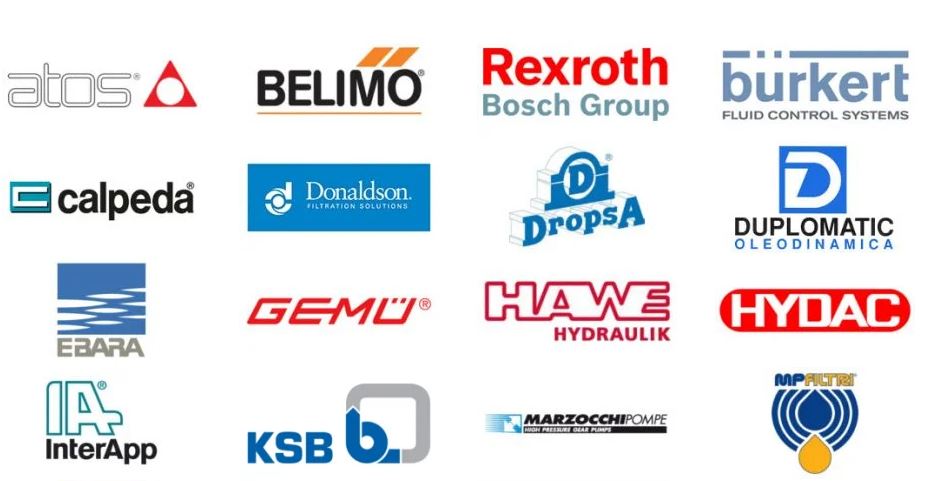 atos®
BELIMO®
Rexroth
Bosch Group
bürkert
FLUID CONTROL SYSTEMS
calpeda®
Donaldson.
FILTRATION SOLUTIONS
D
DropsA®
D
DUPLOMATIC
OLEODINAMICA
EBARA
GEMÜ®
HAWE
HYDRAULIK
HYDAC
IA
InterApp
KSB b
MARZOCCHIPOMPE
HIGH PRESSURE GEAR PUMPS
MPFILTRI®